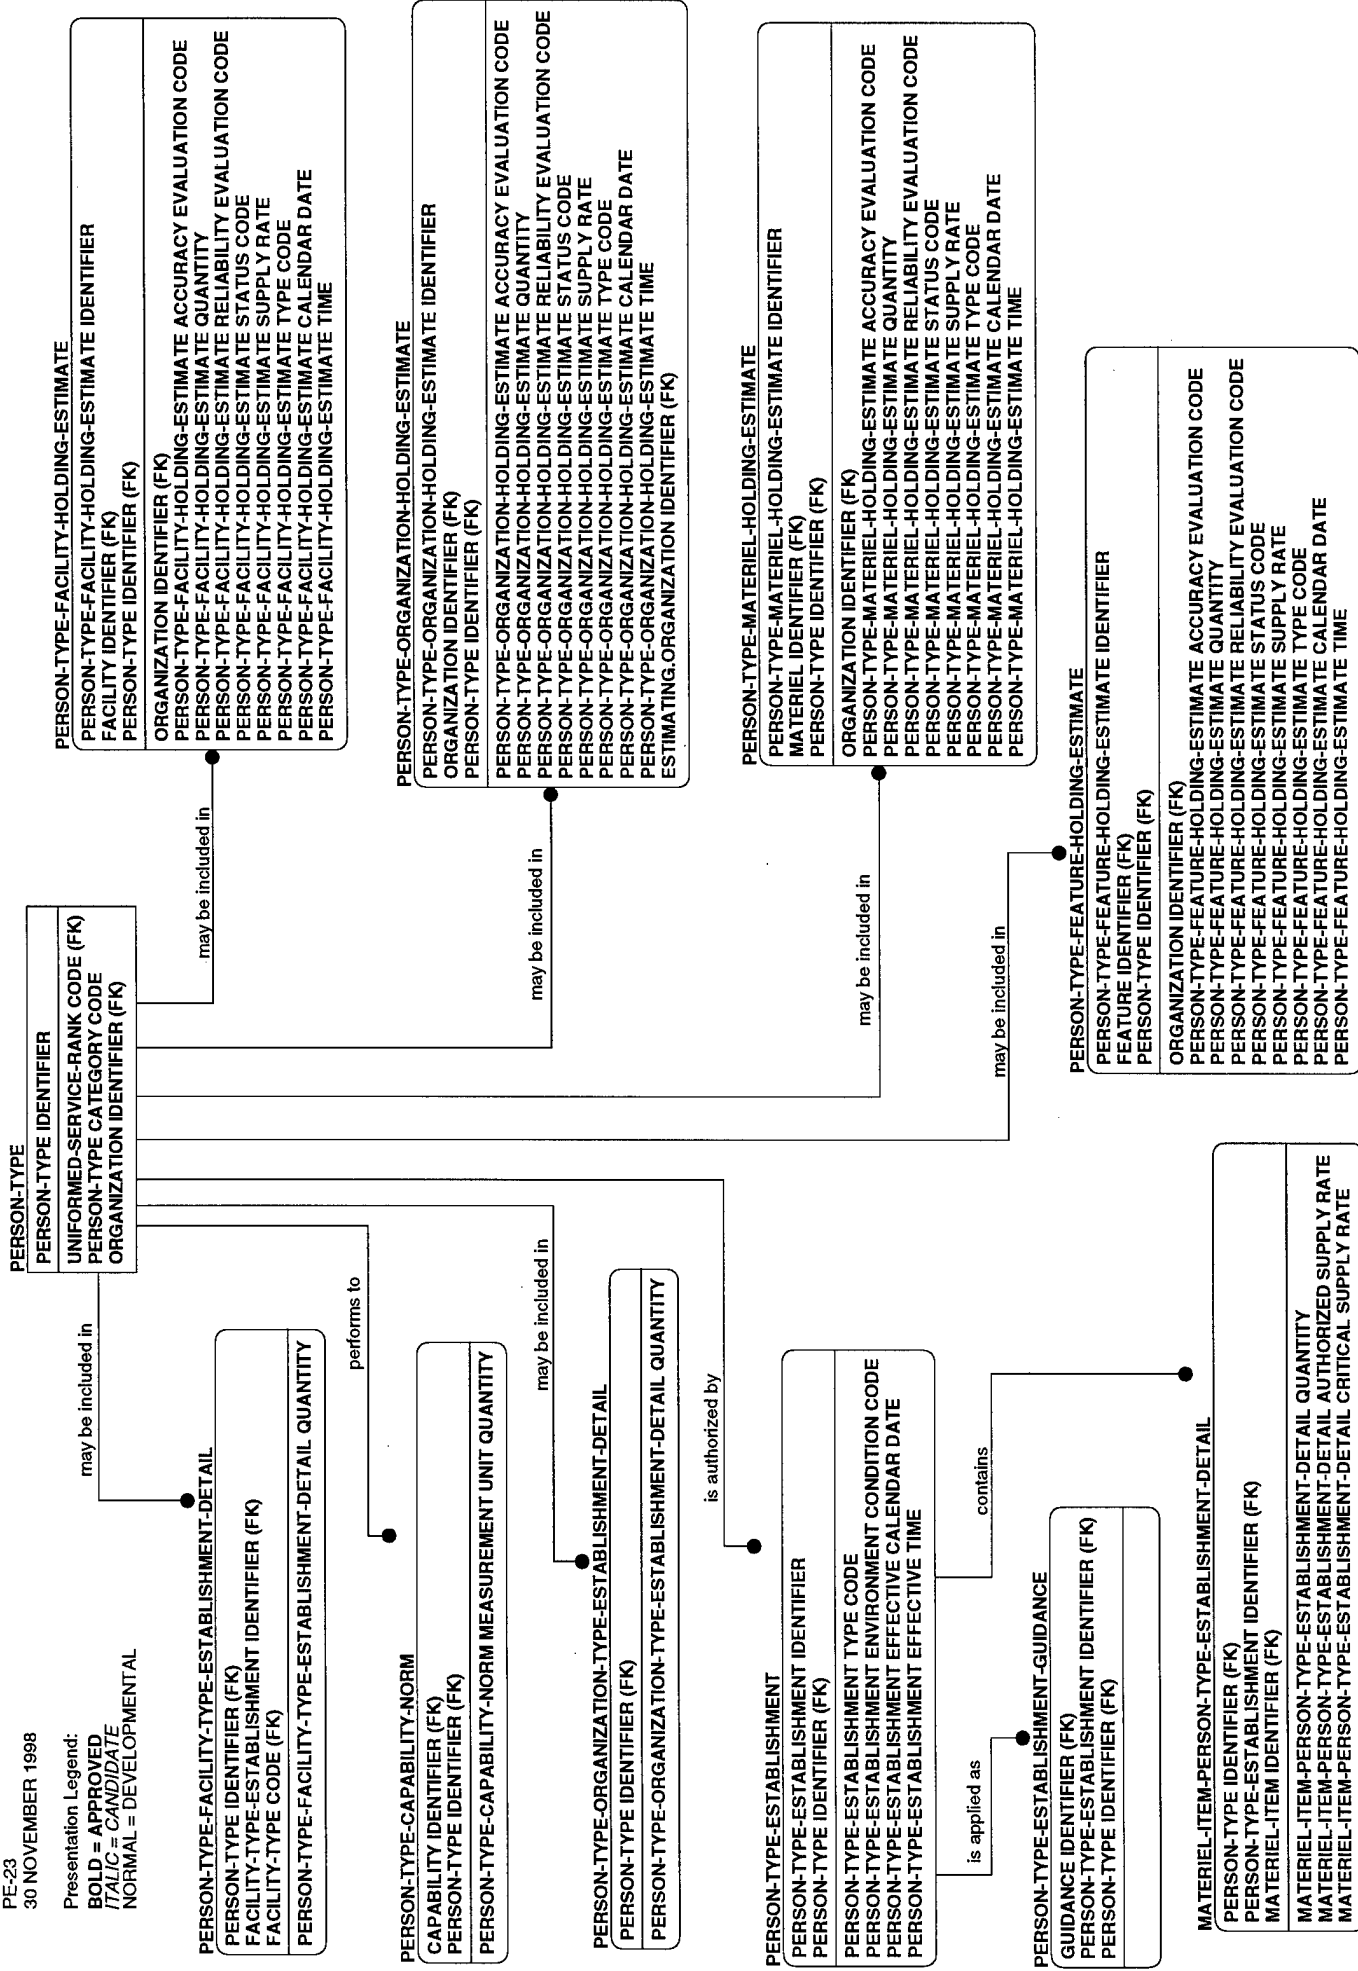 PE-23
30 NOVEMBER 1998
Presentation Legend:
BOLD = APPROVED
ITALIC = CANDIDATE
NORMAL = DEVELOPMENTAL
PERSON-TYPE
PERSON-TYPE IDENTIFIER
UNIFORMED-SERVICE-RANK CODE (FK)
PERSON-TYPE CATEGORY CODE
ORGANIZATION IDENTIFIER (FK)
may be included in
PERSON-TYPE-FACILITY-TYPE-ESTABLISHMENT-DETAIL
PERSON-TYPE IDENTIFIER (FK)
FACILITY-TYPE-ESTABLISHMENT IDENTIFIER (FK)
FACILITY-TYPE CODE (FK)
PERSON-TYPE-FACILITY-TYPE-ESTABLISHMENT-DETAIL QUANTITY
performs to
PERSON-TYPE-CAPABILITY-NORM
CAPABILITY IDENTIFIER (FK)
PERSON-TYPE IDENTIFIER (FK)
PERSON-TYPE-CAPABILITY-NORM MEASUREMENT UNIT QUANTITY
may be included in
PERSON-TYPE-ORGANIZATION-TYPE-ESTABLISHMENT-DETAIL
PERSON-TYPE IDENTIFIER (FK)
PERSON-TYPE-ORGANIZATION-TYPE-ESTABLISHMENT-DETAIL QUANTITY
is authorized by
PERSON-TYPE-ESTABLISHMENT
PERSON-TYPE-ESTABLISHMENT IDENTIFIER
PERSON-TYPE IDENTIFIER (FK)
PERSON-TYPE-ESTABLISHMENT TYPE CODE
PERSON-TYPE-ESTABLISHMENT ENVIRONMENT CONDITION CODE
PERSON-TYPE-ESTABLISHMENT EFFECTIVE CALENDAR DATE
PERSON-TYPE-ESTABLISHMENT EFFECTIVE TIME
is applied as
contains
PERSON-TYPE-ESTABLISHMENT-GUIDANCE
GUIDANCE IDENTIFIER (FK)
PERSON-TYPE-ESTABLISHMENT IDENTIFIER (FK)
PERSON-TYPE IDENTIFIER (FK)
MATERIEL-ITEM-PERSON-TYPE-ESTABLISHMENT-DETAIL
PERSON-TYPE IDENTIFIER (FK)
PERSON-TYPE-ESTABLISHMENT IDENTIFIER (FK)
MATERIEL-ITEM IDENTIFIER (FK)
MATERIEL-ITEM-PERSON-TYPE-ESTABLISHMENT-DETAIL QUANTITY
MATERIEL-ITEM-PERSON-TYPE-ESTABLISHMENT-DETAIL AUTHORIZED SUPPLY RATE
MATERIEL-ITEM-PERSON-TYPE-ESTABLISHMENT-DETAIL CRITICAL SUPPLY RATE
may be included in
PERSON-TYPE-FACILITY-HOLDING-ESTIMATE
PERSON-TYPE-FACILITY-HOLDING-ESTIMATE IDENTIFIER
FACILITY IDENTIFIER (FK)
PERSON-TYPE IDENTIFIER (FK)
ORGANIZATION IDENTIFIER (FK)
PERSON-TYPE-FACILITY-HOLDING-ESTIMATE ACCURACY EVALUATION CODE
PERSON-TYPE-FACILITY-HOLDING-ESTIMATE QUANTITY
PERSON-TYPE-FACILITY-HOLDING-ESTIMATE RELIABILITY EVALUATION CODE
PERSON-TYPE-FACILITY-HOLDING-ESTIMATE STATUS CODE
PERSON-TYPE-FACILITY-HOLDING-ESTIMATE SUPPLY RATE
PERSON-TYPE-FACILITY-HOLDING-ESTIMATE TYPE CODE
PERSON-TYPE-FACILITY-HOLDING-ESTIMATE CALENDAR DATE
PERSON-TYPE-FACILITY-HOLDING-ESTIMATE TIME
may be included in
PERSON-TYPE-ORGANIZATION-HOLDING-ESTIMATE
PERSON-TYPE-ORGANIZATION-HOLDING-ESTIMATE IDENTIFIER
ORGANIZATION IDENTIFIER (FK)
PERSON-TYPE IDENTIFIER (FK)
PERSON-TYPE-ORGANIZATION-HOLDING-ESTIMATE ACCURACY EVALUATION CODE
PERSON-TYPE-ORGANIZATION-HOLDING-ESTIMATE QUANTITY
PERSON-TYPE-ORGANIZATION-HOLDING-ESTIMATE RELIABILITY EVALUATION CODE
PERSON-TYPE-ORGANIZATION-HOLDING-ESTIMATE STATUS CODE
PERSON-TYPE-ORGANIZATION-HOLDING-ESTIMATE SUPPLY RATE
PERSON-TYPE-ORGANIZATION-HOLDING-ESTIMATE TYPE CODE
PERSON-TYPE-ORGANIZATION-HOLDING-ESTIMATE CALENDAR DATE
PERSON-TYPE-ORGANIZATION-HOLDING-ESTIMATE TIME
ESTIMATING.ORGANIZATION IDENTIFIER (FK)
may be included in
PERSON-TYPE-MATERIEL-HOLDING-ESTIMATE
PERSON-TYPE-MATERIEL-HOLDING-ESTIMATE IDENTIFIER
MATERIEL IDENTIFIER (FK)
PERSON-TYPE IDENTIFIER (FK)
ORGANIZATION IDENTIFIER (FK)
PERSON-TYPE-MATERIEL-HOLDING-ESTIMATE ACCURACY EVALUATION CODE
PERSON-TYPE-MATERIEL-HOLDING-ESTIMATE QUANTITY
PERSON-TYPE-MATERIEL-HOLDING-ESTIMATE RELIABILITY EVALUATION CODE
PERSON-TYPE-MATERIEL-HOLDING-ESTIMATE STATUS CODE
PERSON-TYPE-MATERIEL-HOLDING-ESTIMATE SUPPLY RATE
PERSON-TYPE-MATERIEL-HOLDING-ESTIMATE TYPE CODE
PERSON-TYPE-MATERIEL-HOLDING-ESTIMATE CALENDAR DATE
PERSON-TYPE-MATERIEL-HOLDING-ESTIMATE TIME
may be included in
PERSON-TYPE-FEATURE-HOLDING-ESTIMATE
PERSON-TYPE-FEATURE-HOLDING-ESTIMATE IDENTIFIER
FEATURE IDENTIFIER (FK)
PERSON-TYPE IDENTIFIER (FK)
ORGANIZATION IDENTIFIER (FK)
PERSON-TYPE-FEATURE-HOLDING-ESTIMATE ACCURACY EVALUATION CODE
PERSON-TYPE-FEATURE-HOLDING-ESTIMATE QUANTITY
PERSON-TYPE-FEATURE-HOLDING-ESTIMATE RELIABILITY EVALUATION CODE
PERSON-TYPE-FEATURE-HOLDING-ESTIMATE STATUS CODE
PERSON-TYPE-FEATURE-HOLDING-ESTIMATE SUPPLY RATE
PERSON-TYPE-FEATURE-HOLDING-ESTIMATE TYPE CODE
PERSON-TYPE-FEATURE-HOLDING-ESTIMATE CALENDAR DATE
PERSON-TYPE-FEATURE-HOLDING-ESTIMATE TIME